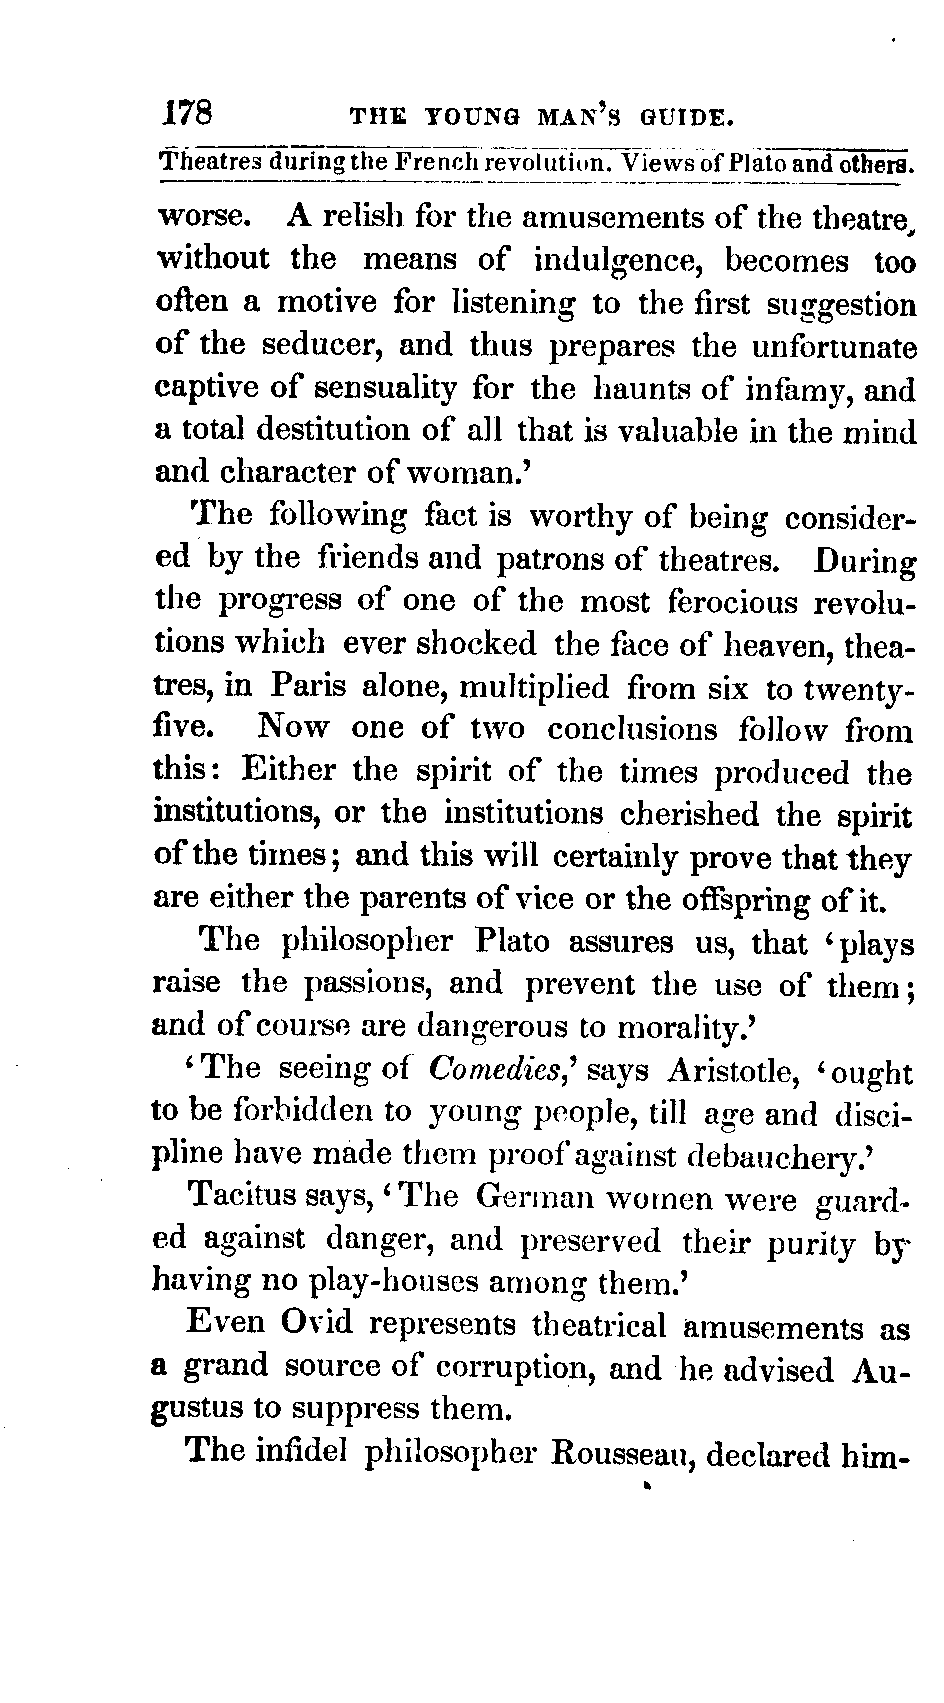 178 THE YOUNG MAN'S GUIDE.
Theatres during the French revolution. Views of Plato and others.
worse. A relish for the amusements of the theatre,
without the means of indulgence, becomes too
often a motive for listening to the first suggestion
of the seducer, and thus prepares the unfortunate
captive of sensuality for the haunts of infamy, and
a total destitution of all that is valuable in the mind
and character of woman.'
The following fact is worthy of being consider-
ed by the friends and patrons of theatres. During
the progress of one of the most ferocious revolu-
tions which ever shocked the face of heaven, thea-
tres, in Paris alone, multiplied from six to twenty-
five. Now one of two conclusions follow from
this: Either the spirit of the times produced the
institutions, or the institutions cherished the spirit
of the times; and this will certainly prove that they
are either the parents of vice or the offspring of it.
The philosopher Plato assures us, that 'plays
raise the passions, and prevent the use of them;
and of course are dangerous to morality.'
'The seeing of Comedies,' says Aristotle, 'ought
to be forbidden to young people, till age and disci-
pline have made them proof against debauchery.'
Tacitus says, 'The German women were guard-
ed against danger, and preserved their purity by
having no play-houses among them.'
Even Ovid represents theatrical amusements as
a grand source of corruption, and he advised Au-
gustus to suppress them.
The infidel philosopher Rousseau, declared him-